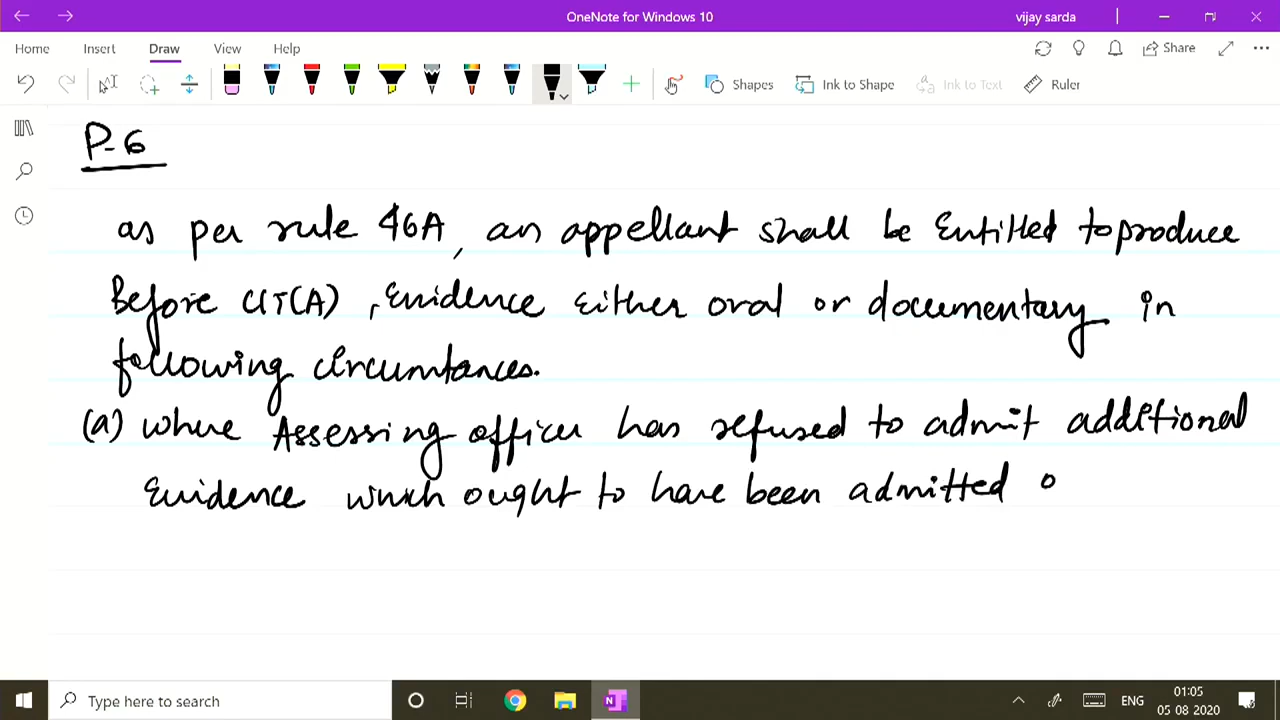 OneNote for Windows 10
vijay sarda
Home Insert Draw View Help
Share
Shapes Ink to Shape Ink to Text Ruler
P-6
as per rule 46A, an appellant shall be Entitled to produce
Before CIT(A), Evidence Either oral or documentary in
following circumtances.
(a) where Assessing officer has refused to admit additional
Evidence which ought to have been admitted o
Type here to search
ENG
01:05
05-08-2020